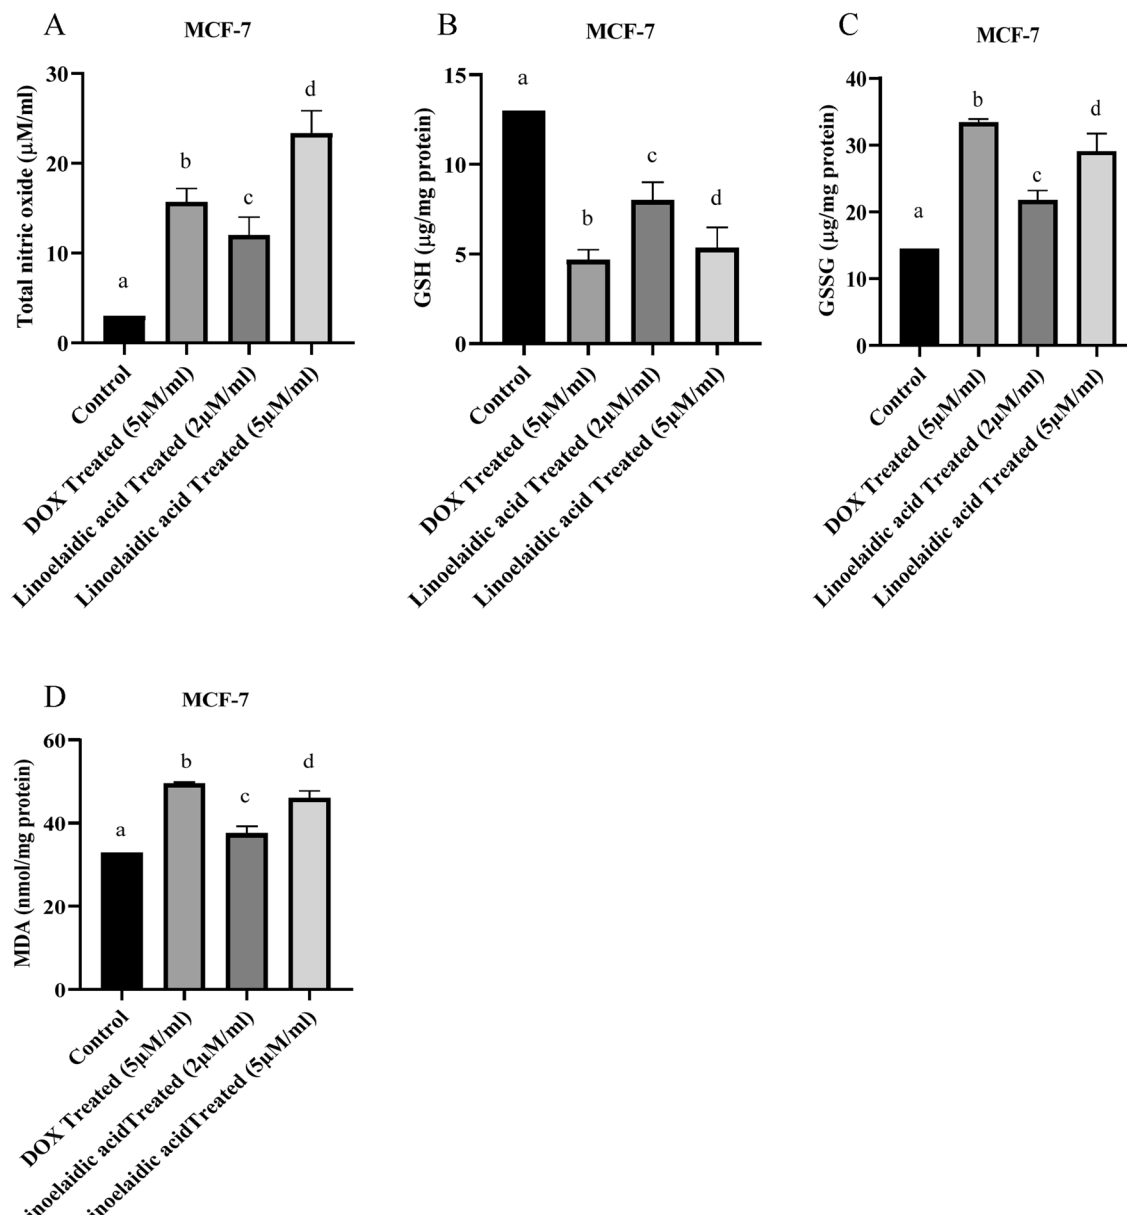 A
MCF-7
Total nitric oxide (μM/ml)
30
20
10
0
a
b
c
d
Control
DOX Treated (5μM/ml)
Linoelaidic acid Treated (2μM/ml)
Linoelaidic acid Treated (5μM/ml)
B
MCF-7
GSH (μg/mg protein)
15
10
5
0
a
b
c
d
Control
DOX Treated (5μM/ml)
Linoelaidic acid Treated (2μM/ml)
Linoelaidic acid Treated (5μM/ml)
C
MCF-7
GSSG (μg/mg protein)
40
30
20
10
0
a
b
c
d
Control
DOX Treated (5μM/ml)
Linoelaidic acid Treated (2μM/ml)
Linoelaidic acid Treated (5μM/ml)
D
MCF-7
MDA (nmol/mg protein)
60
40
20
0
a
b
c
d
Control
DOX Treated (5μM/ml)
inoelaidic acidTreated (2μM/ml)
inoelaidic acidTreated (5μM/ml)